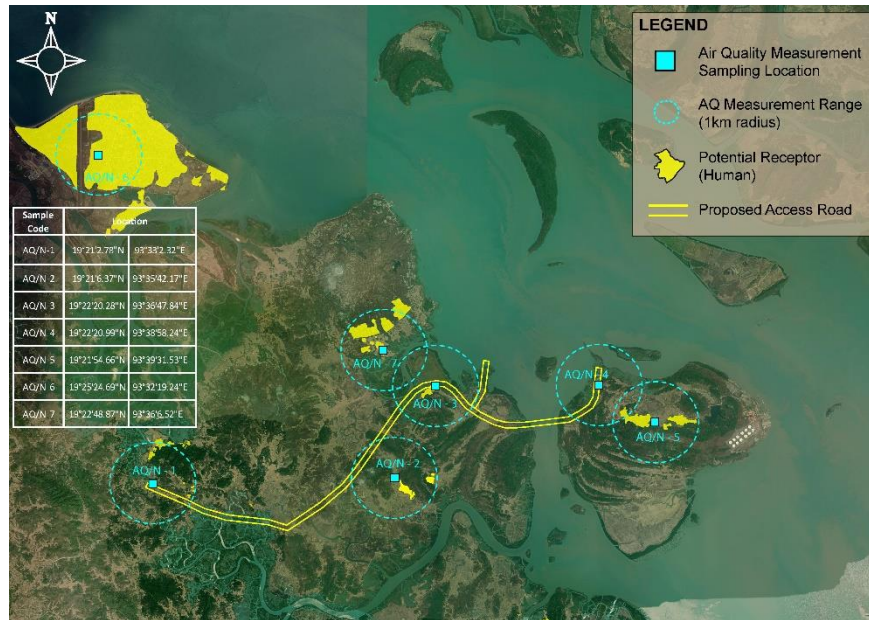 N
LEGEND
Air Quality Measurement
Sampling Location
AQ Measurement Range
(1km radius)
Potential Receptor
(Human)
Proposed Access Road
AQ/N - 6
Sample
Code
Location
AQ/N-1 19°21'2.78"N 93°33'2.32"E
AQ/N 2 19°21'6.37"N 93°35'42.17"E
AQ/N 3 19°22'20.28"N 93°36'47.84"E
AQ/N 4 19°22'20.99"N 93°38'58.24"E
AQ/N 5 19°21'54.66"N 93°39'31.53"E
AQ/N 6 19°25'24.69"N 93°32'19.24"E
AQ/N 7 19°22'48.87"N 93°36'6.52"E
AQ/N - 7
AQ/N - 4
AQ/N - 3
AQ/N - 5
AQ/N - 2
AQ/N - 1